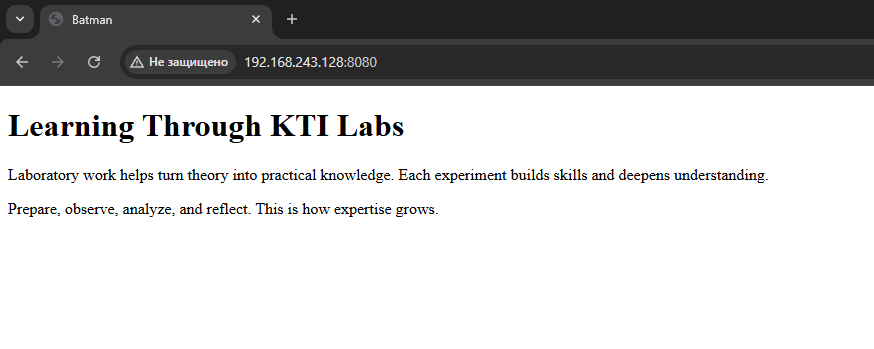 Batman
Не защищено 192.168.243.128:8080
Learning Through KTI Labs
Laboratory work helps turn theory into practical knowledge. Each experiment builds skills and deepens understanding.
Prepare, observe, analyze, and reflect. This is how expertise grows.